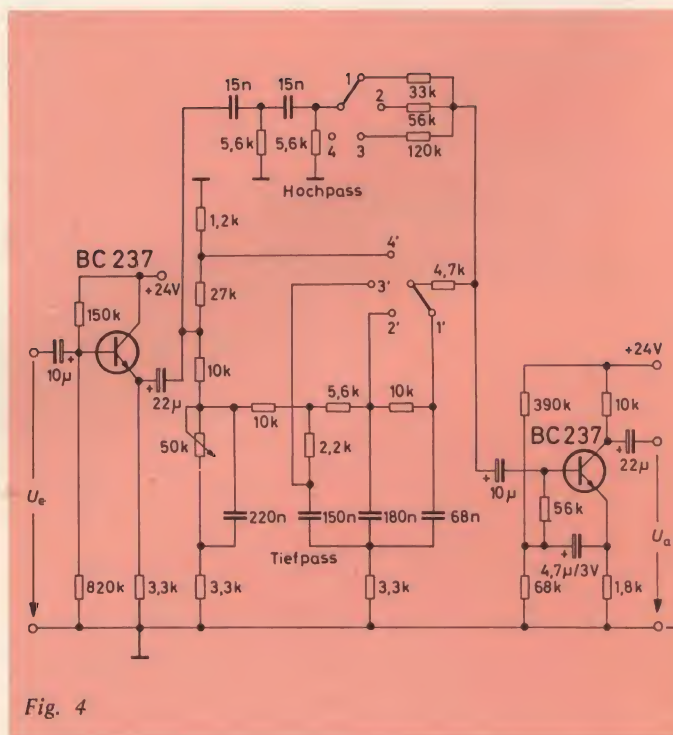 15n 15n 1
33k
2
56k
5,6k 5,6k 4 3
120k
Hochpass
1,2k
BC 237
4'
+24V
3'
4,7k
150k
27k
2' 1'
+24V
10k
10µ
+
+
22µ
390k 10k
5,6k 10k
BC 237
50k
10k
2,2k
+
22µ
+
10µ
56k
Ue
220n 150n 180n 68n
Ua
Tiefpass
+
4,7µ/3V
820k 3,3k 3,3k 3,3k 68k 1,8k
Fig. 4